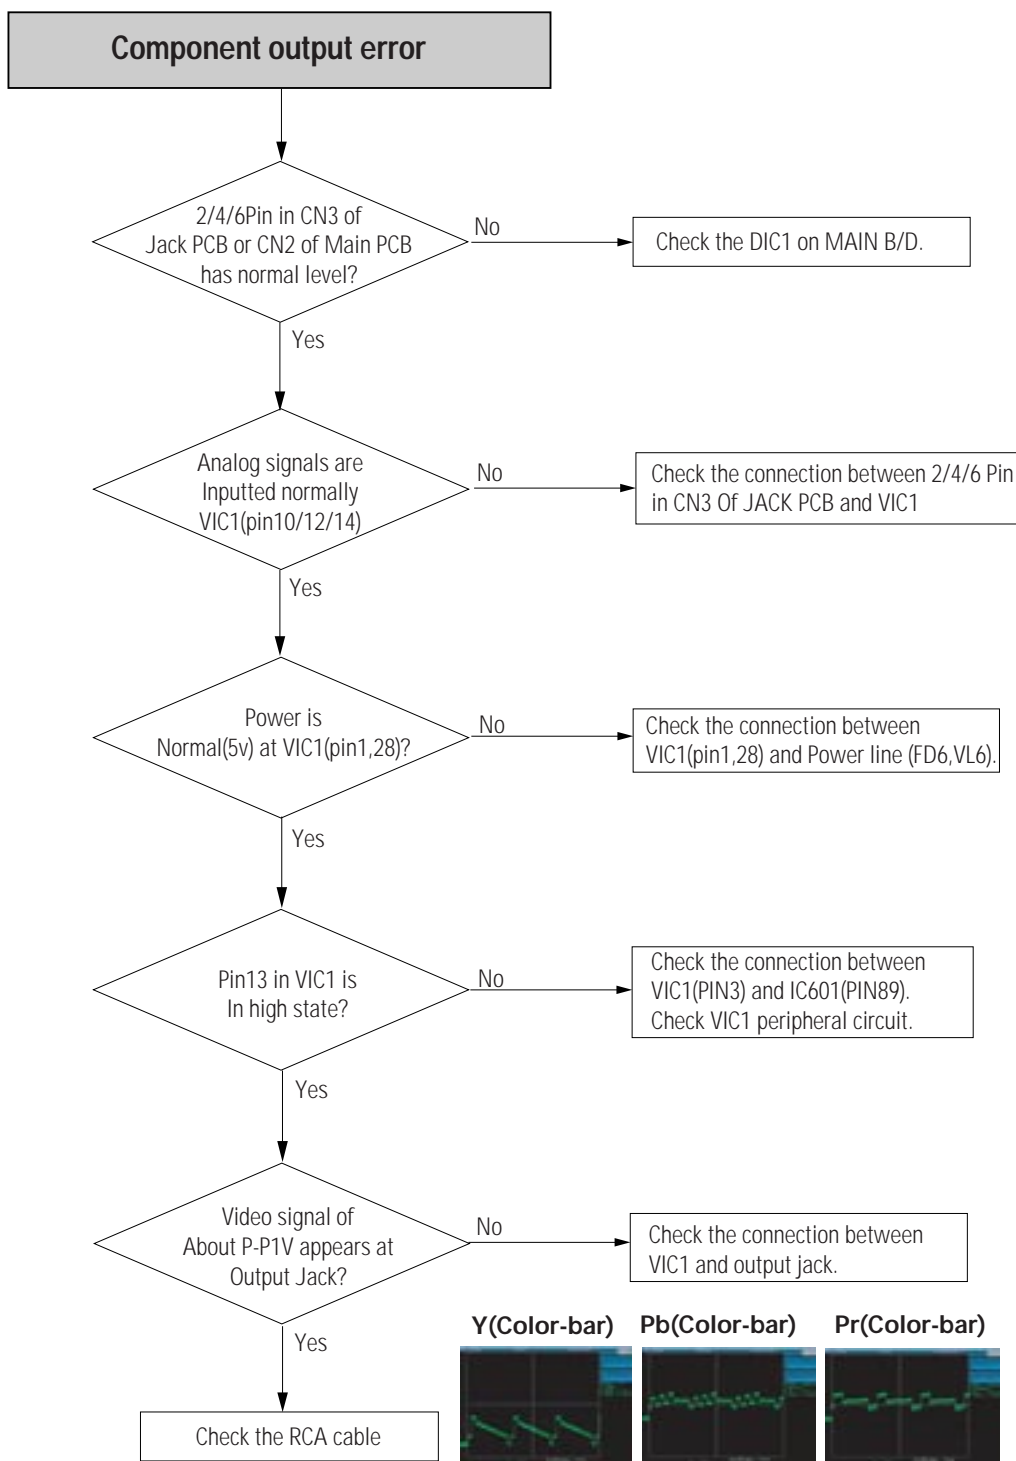 Component output error
2/4/6Pin in CN3 of
Jack PCB or CN2 of Main PCB
has normal level?
No
Check the DIC1 on MAIN B/D.
Yes
Analog signals are
Inputted normally
VIC1(pin10/12/14)
No
Check the connection between 2/4/6 Pin
in CN3 Of JACK PCB and VIC1
Yes
Power is
Normal(5v) at VIC1(pin1,28)?
No
Check the connection between
VIC1(pin1,28) and Power line (FD6,VL6).
Yes
Pin13 in VIC1 is
In high state?
No
Check the connection between
VIC1(PIN3) and IC601(PIN89).
Check VIC1 peripheral circuit.
Yes
Video signal of
About P-P1V appears at
Output Jack?
No
Check the connection between
VIC1 and output jack.
Yes
Check the RCA cable
Y(Color-bar)
Pb(Color-bar)
Pr(Color-bar)